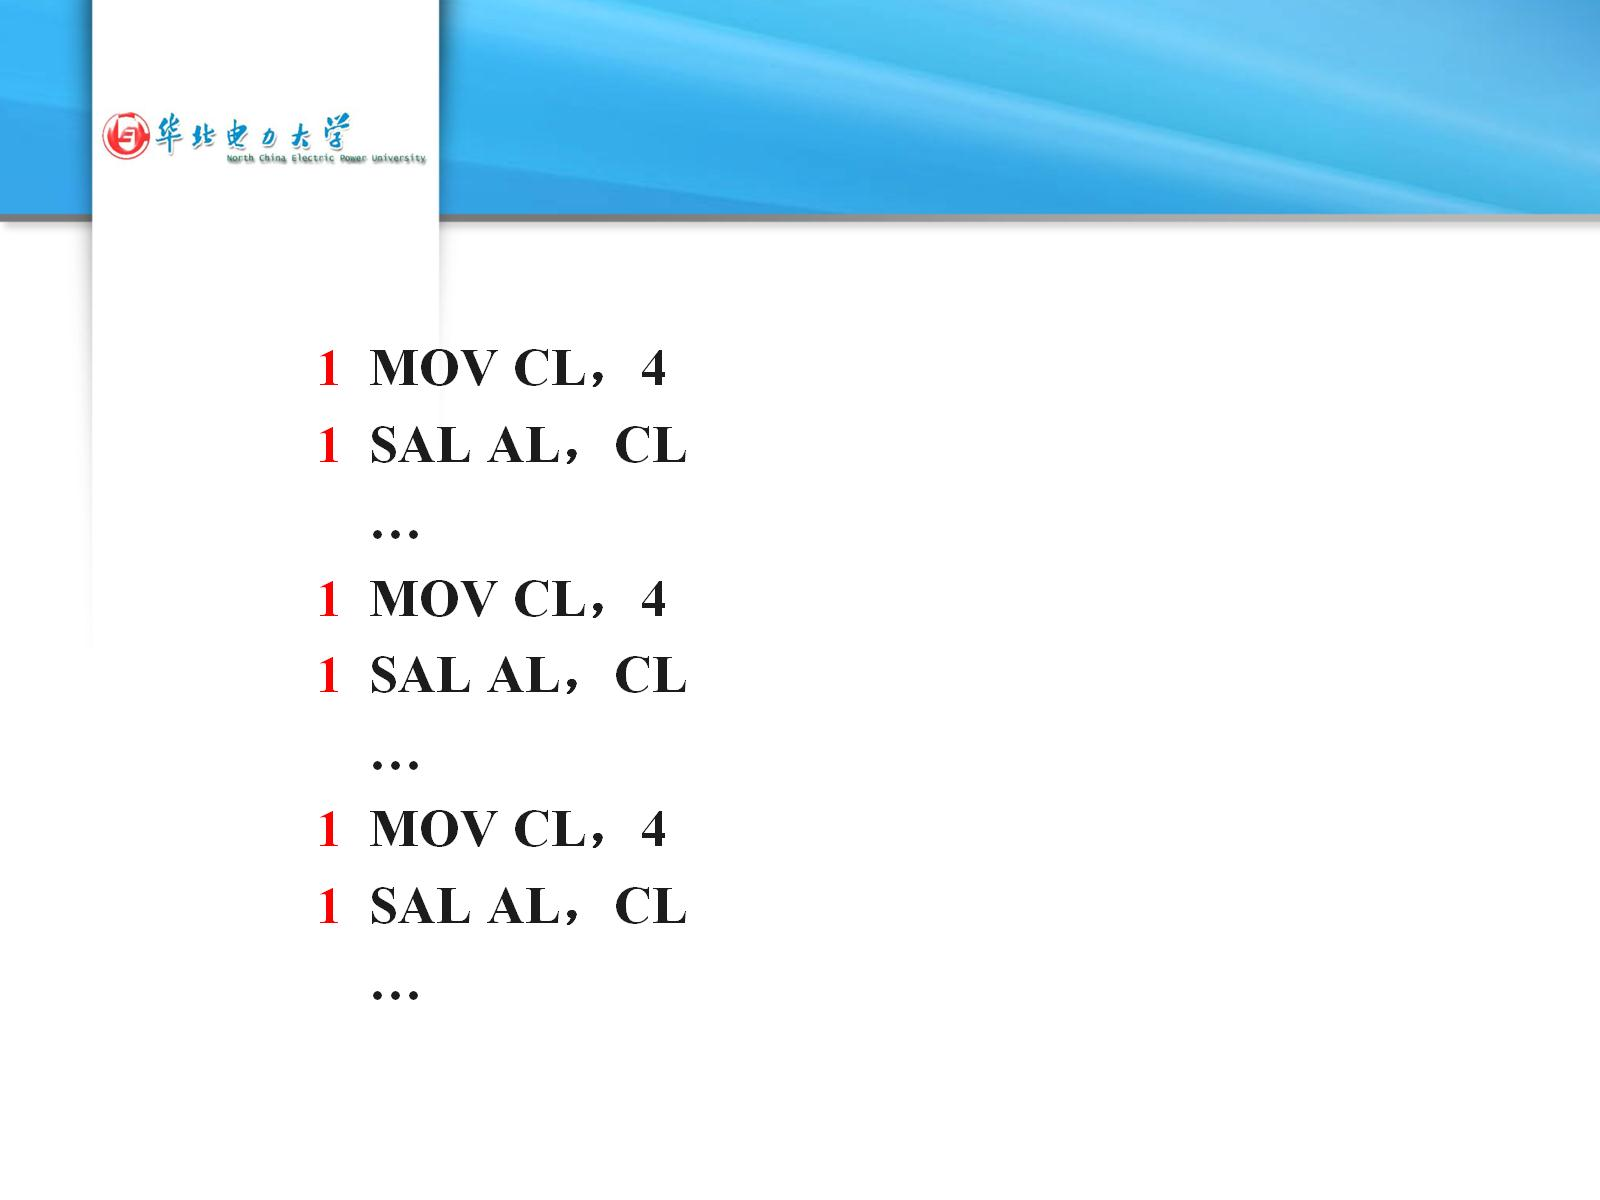 华北电力大学
North China Electric Power University
1 MOV CL，4
1 SAL AL，CL
…
1 MOV CL，4
1 SAL AL，CL
…
1 MOV CL，4
1 SAL AL，CL
…